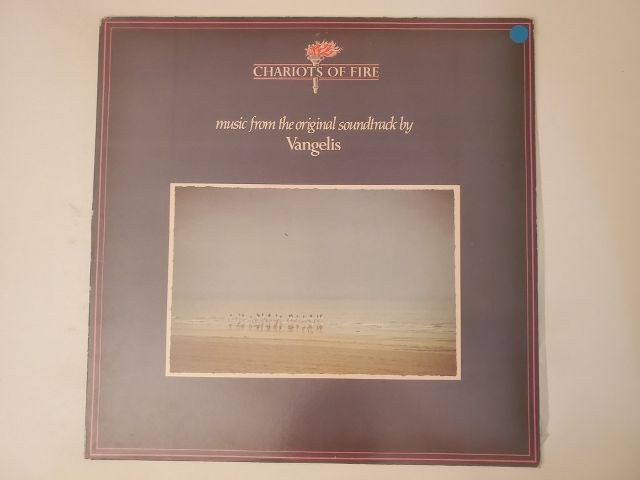 CHARIOTS OF FIRE
music from the original soundtrack by
Vangelis